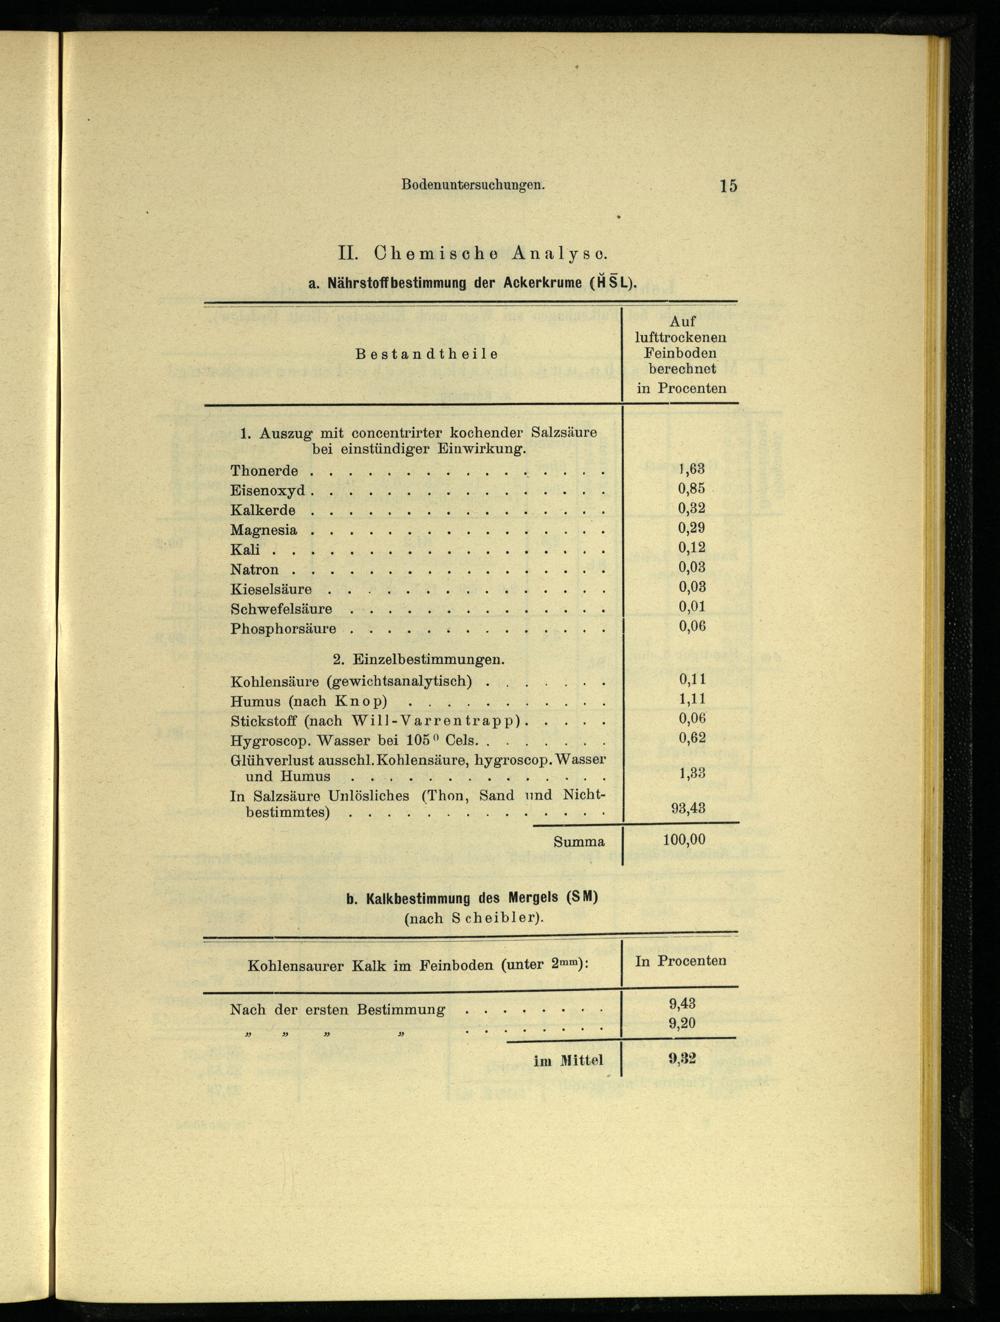 Bodenuntersuchungen. 15
II. Chemische Analyse.
a. Nährstoffbestimmung der Ackerkrume (H̆S̄L).
Bestandtheile
Auf
lufttrockenen
Feinboden
berechnet
in Procenten
1. Auszug mit concentrirter kochender Salzsäure
bei einstündiger Einwirkung.
Thonerde . . . . . . . . . . . . . . . . 1,63
Eisenoxyd . . . . . . . . . . . . . . . . 0,85
Kalkerde . . . . . . . . . . . . . . . . 0,32
Magnesia . . . . . . . . . . . . . . . . 0,29
Kali . . . . . . . . . . . . . . . . . . 0,12
Natron . . . . . . . . . . . . . . . . . 0,03
Kieselsäure . . . . . . . . . . . . . . . 0,03
Schwefelsäure . . . . . . . . . . . . . . 0,01
Phosphorsäure . . . . . . . . . . . . . . 0,06
2. Einzelbestimmungen.
Kohlensäure (gewichtsanalytisch) . . . . . . . 0,11
Humus (nach Knop) . . . . . . . . . . . 1,11
Stickstoff (nach Will-Varrentrapp) . . . . . 0,06
Hygroscop. Wasser bei 105⁰ Cels. . . . . . . . 0,62
Glühverlust ausschl. Kohlensäure, hygroscop. Wasser
und Humus . . . . . . . . . . . . . . 1,33
In Salzsäure Unlösliches (Thon, Sand und Nicht-
bestimmtes) . . . . . . . . . . . . . . 93,43
Summa 100,00
b. Kalkbestimmung des Mergels (SM)
(nach Scheibler).
Kohlensaurer Kalk im Feinboden (unter 2mm): In Procenten
Nach der ersten Bestimmung . . . . . . . . 9,43
„ „ „ „ . . . . . . . . 9,20
im Mittel 9,32